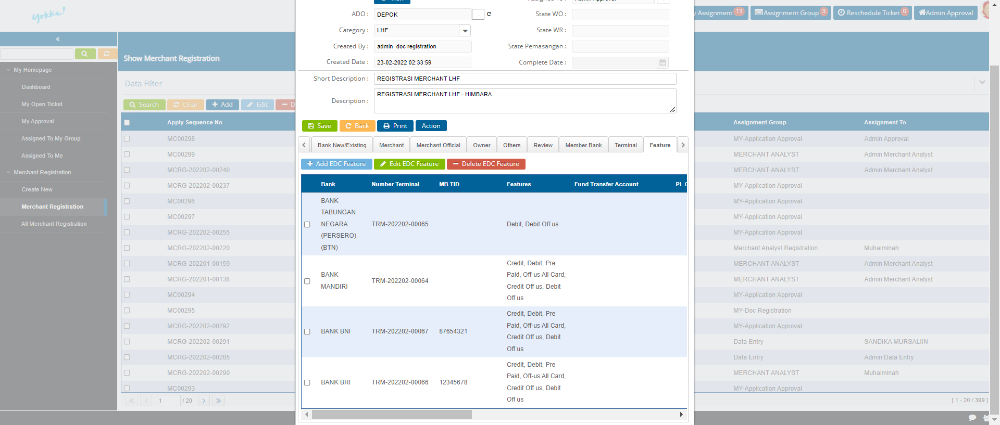 yokke!
ADO :
DEPOK
Category :
LHF
Created By :
admin  doc registration
Created Date :
23-02-2022 02:33:59
State WO :
State WR :
State Pemasangan :
Complete Date :
Short Description :
REGISTRASI MERCHANT LHF
Description :
REGISTRASI MERCHANT LHF - HIMBARA
Save
Back
Print
Action
Bank New/Existing
Merchant
Merchant Official
Owner
Others
Review
Member Bank
Terminal
Feature
Add EDC Feature
Edit EDC Feature
Delete EDC Feature
Bank Number Terminal MB TID Features Fund Transfer Account PL
BANK
TABUNGAN
NEGARA
(PERSERO)
(BTN)
TRM-202202-00065
Debit, Debit Off us
BANK
MANDIRI
TRM-202202-00064
Credit, Debit, Pre
Paid, Off-us All Card,
Credit Off us, Debit
Off us
BANK BNI
TRM-202202-00067
87654321
Credit, Debit, Pre
Paid, Off-us All Card,
Credit Off us, Debit
Off us
BANK BRI
TRM-202202-00066
12345678
Credit, Debit, Pre
Paid, Off-us All Card,
Credit Off us, Debit
Off us
Assignment 13
Assignment Group 3
Reschedule Ticket 0
Admin Approval
My Homepage
Dashboard
My Open Ticket
My Approval
Assigned To My Group
Assigned To Me
Merchant Registration
Create New
Merchant Registration
All Merchant Registration
Show Merchant Registration
Data Filter
Search
Clear
Add
Edit
Apply Sequence No
MC00298
MC00299
MCRG-202202-00240
MCRG-202202-00237
MC00296
MC00297
MCRG-202202-00255
MCRG-202202-00220
MCRG-202201-00159
MCRG-202201-00138
MC00294
MC00295
MCRG-202202-00292
MCRG-202202-00291
MCRG-202202-00285
MCRG-202202-00290
MC00293
1 / 20
Assignment Group Assignment To
MY-Application Approval Admin Approval
MERCHANT ANALYST Admin Merchant Analyst
MERCHANT ANALYST Admin Merchant Analyst
MY-Application Approval
MY-Application Approval
MY-Application Approval
MY-Application Approval
Merchant Analyst Registration Muhaiminah
MERCHANT ANALYST Admin Merchant Analyst
MERCHANT ANALYST Admin Merchant Analyst
MY-Application Approval
MY-Doc Registration
MY-Application Approval
Data Entry SANDIKA MURSALIIN
Data Entry Admin Data Entry
MERCHANT ANALYST Muhaiminah
MY-Application Approval
[ 1 - 20 / 399 ]